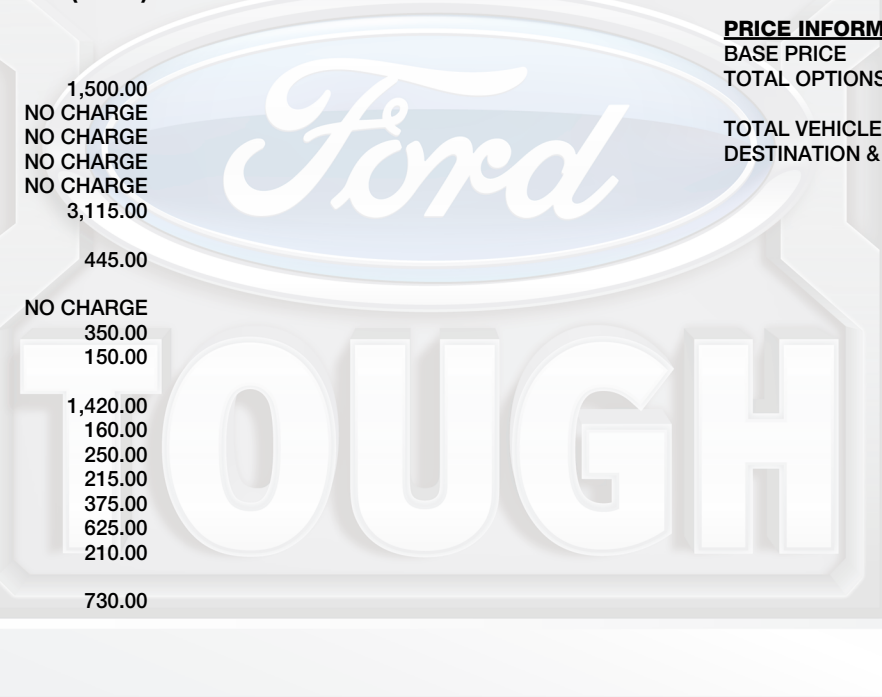 1,500.00
NO CHARGE
NO CHARGE
NO CHARGE
NO CHARGE
3,115.00
445.00
NO CHARGE
350.00
150.00
1,420.00
160.00
250.00
215.00
375.00
625.00
210.00
730.00
PRICE INFORM
BASE PRICE
TOTAL OPTIONS
TOTAL VEHICLE
DESTINATION &
Ford
TOUGH